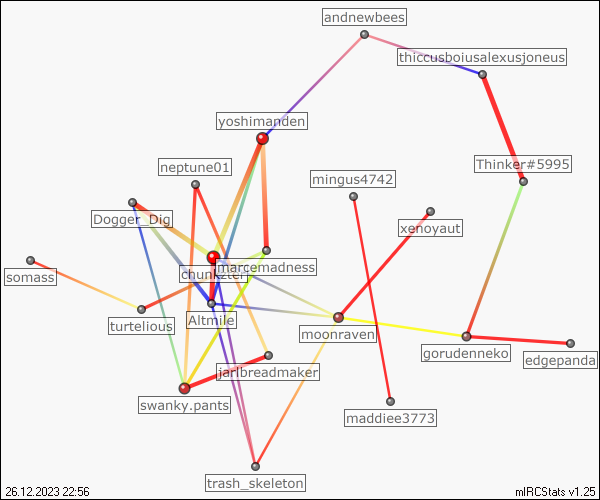 andnewbees
thiccusboiusalexusjoneus
yoshimanden
neptune01
Thinker#5995
mingus4742
Dogger_Dig
xenoyaut
somass
marcemadness
Altmile
turtelious
moonraven
gorudenneko
edgepanda
jarlbreadmaker
swanky.pants
maddiee3773
trash_skeleton
26.12.2023 22:56
mIRCStats v1.25